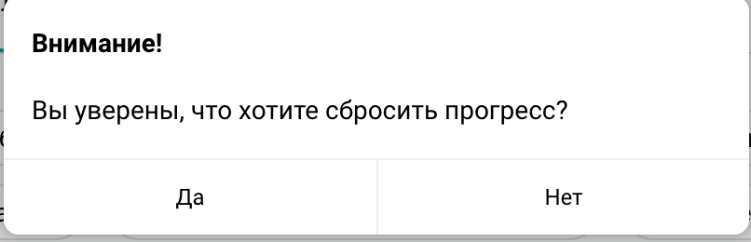 Внимание!
Вы уверены, что хотите сбросить прогресс?
Да
Нет